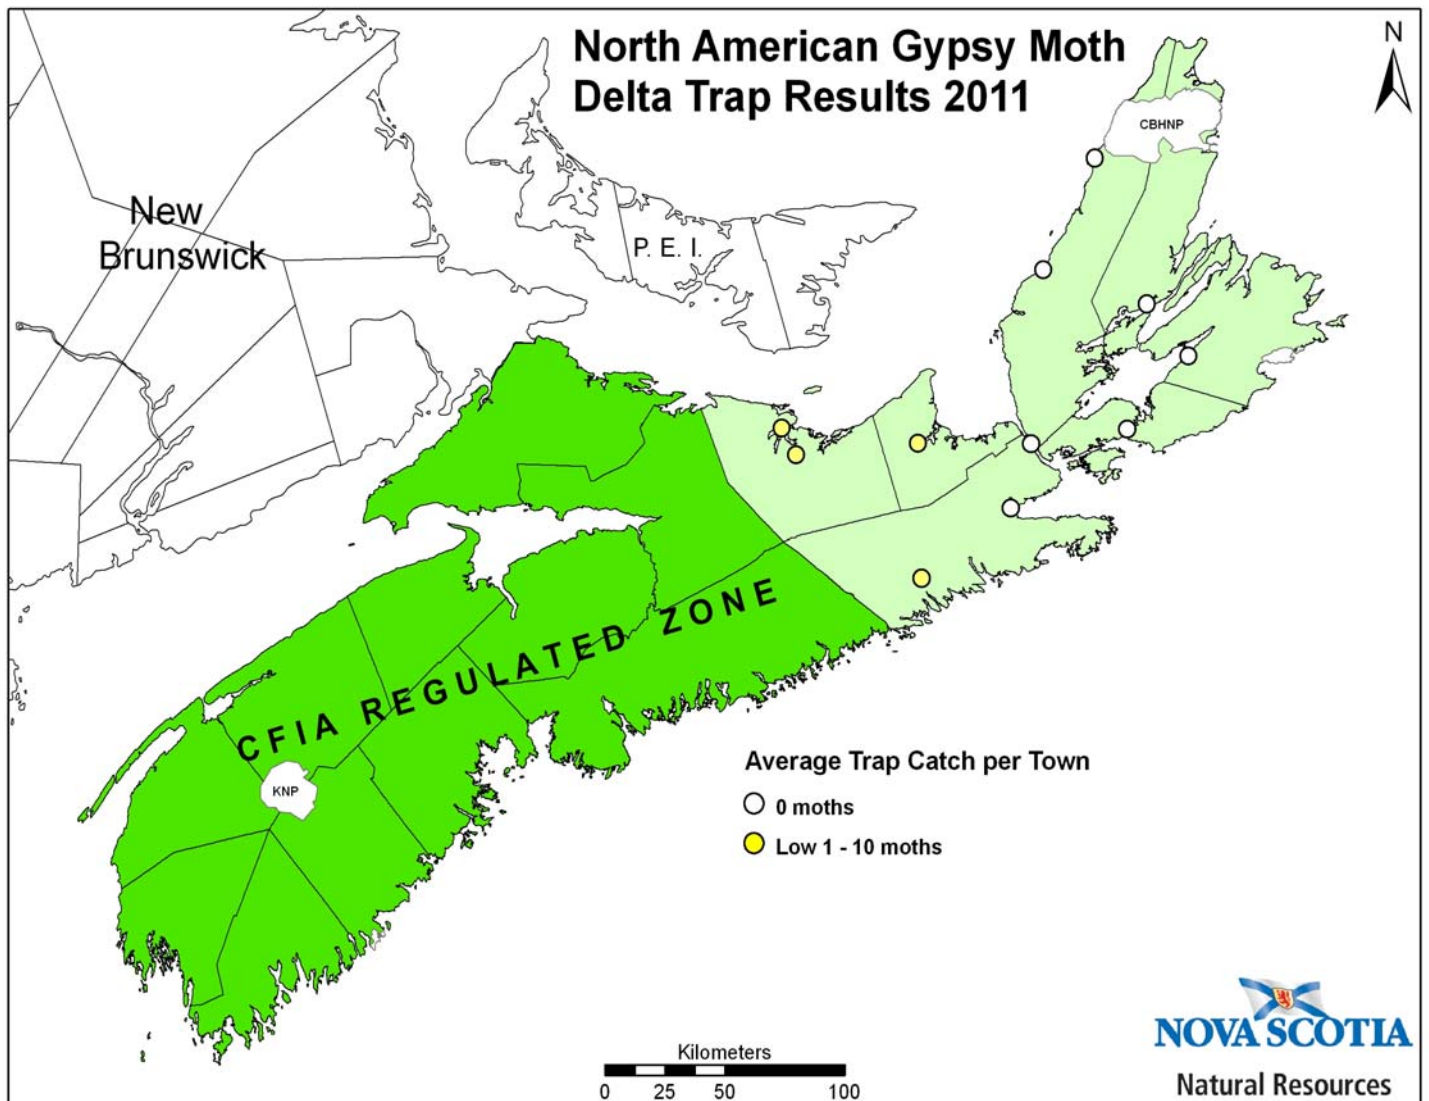 North American Gypsy Moth
Delta Trap Results 2011
N
CBHNP
New
Brunswick
P. E. I.
CFIA REGULATED ZONE
KNP
Average Trap Catch per Town
0 moths
Low 1 - 10 moths
Kilometers
0 25 50 100
NOVA SCOTIA
Natural Resources